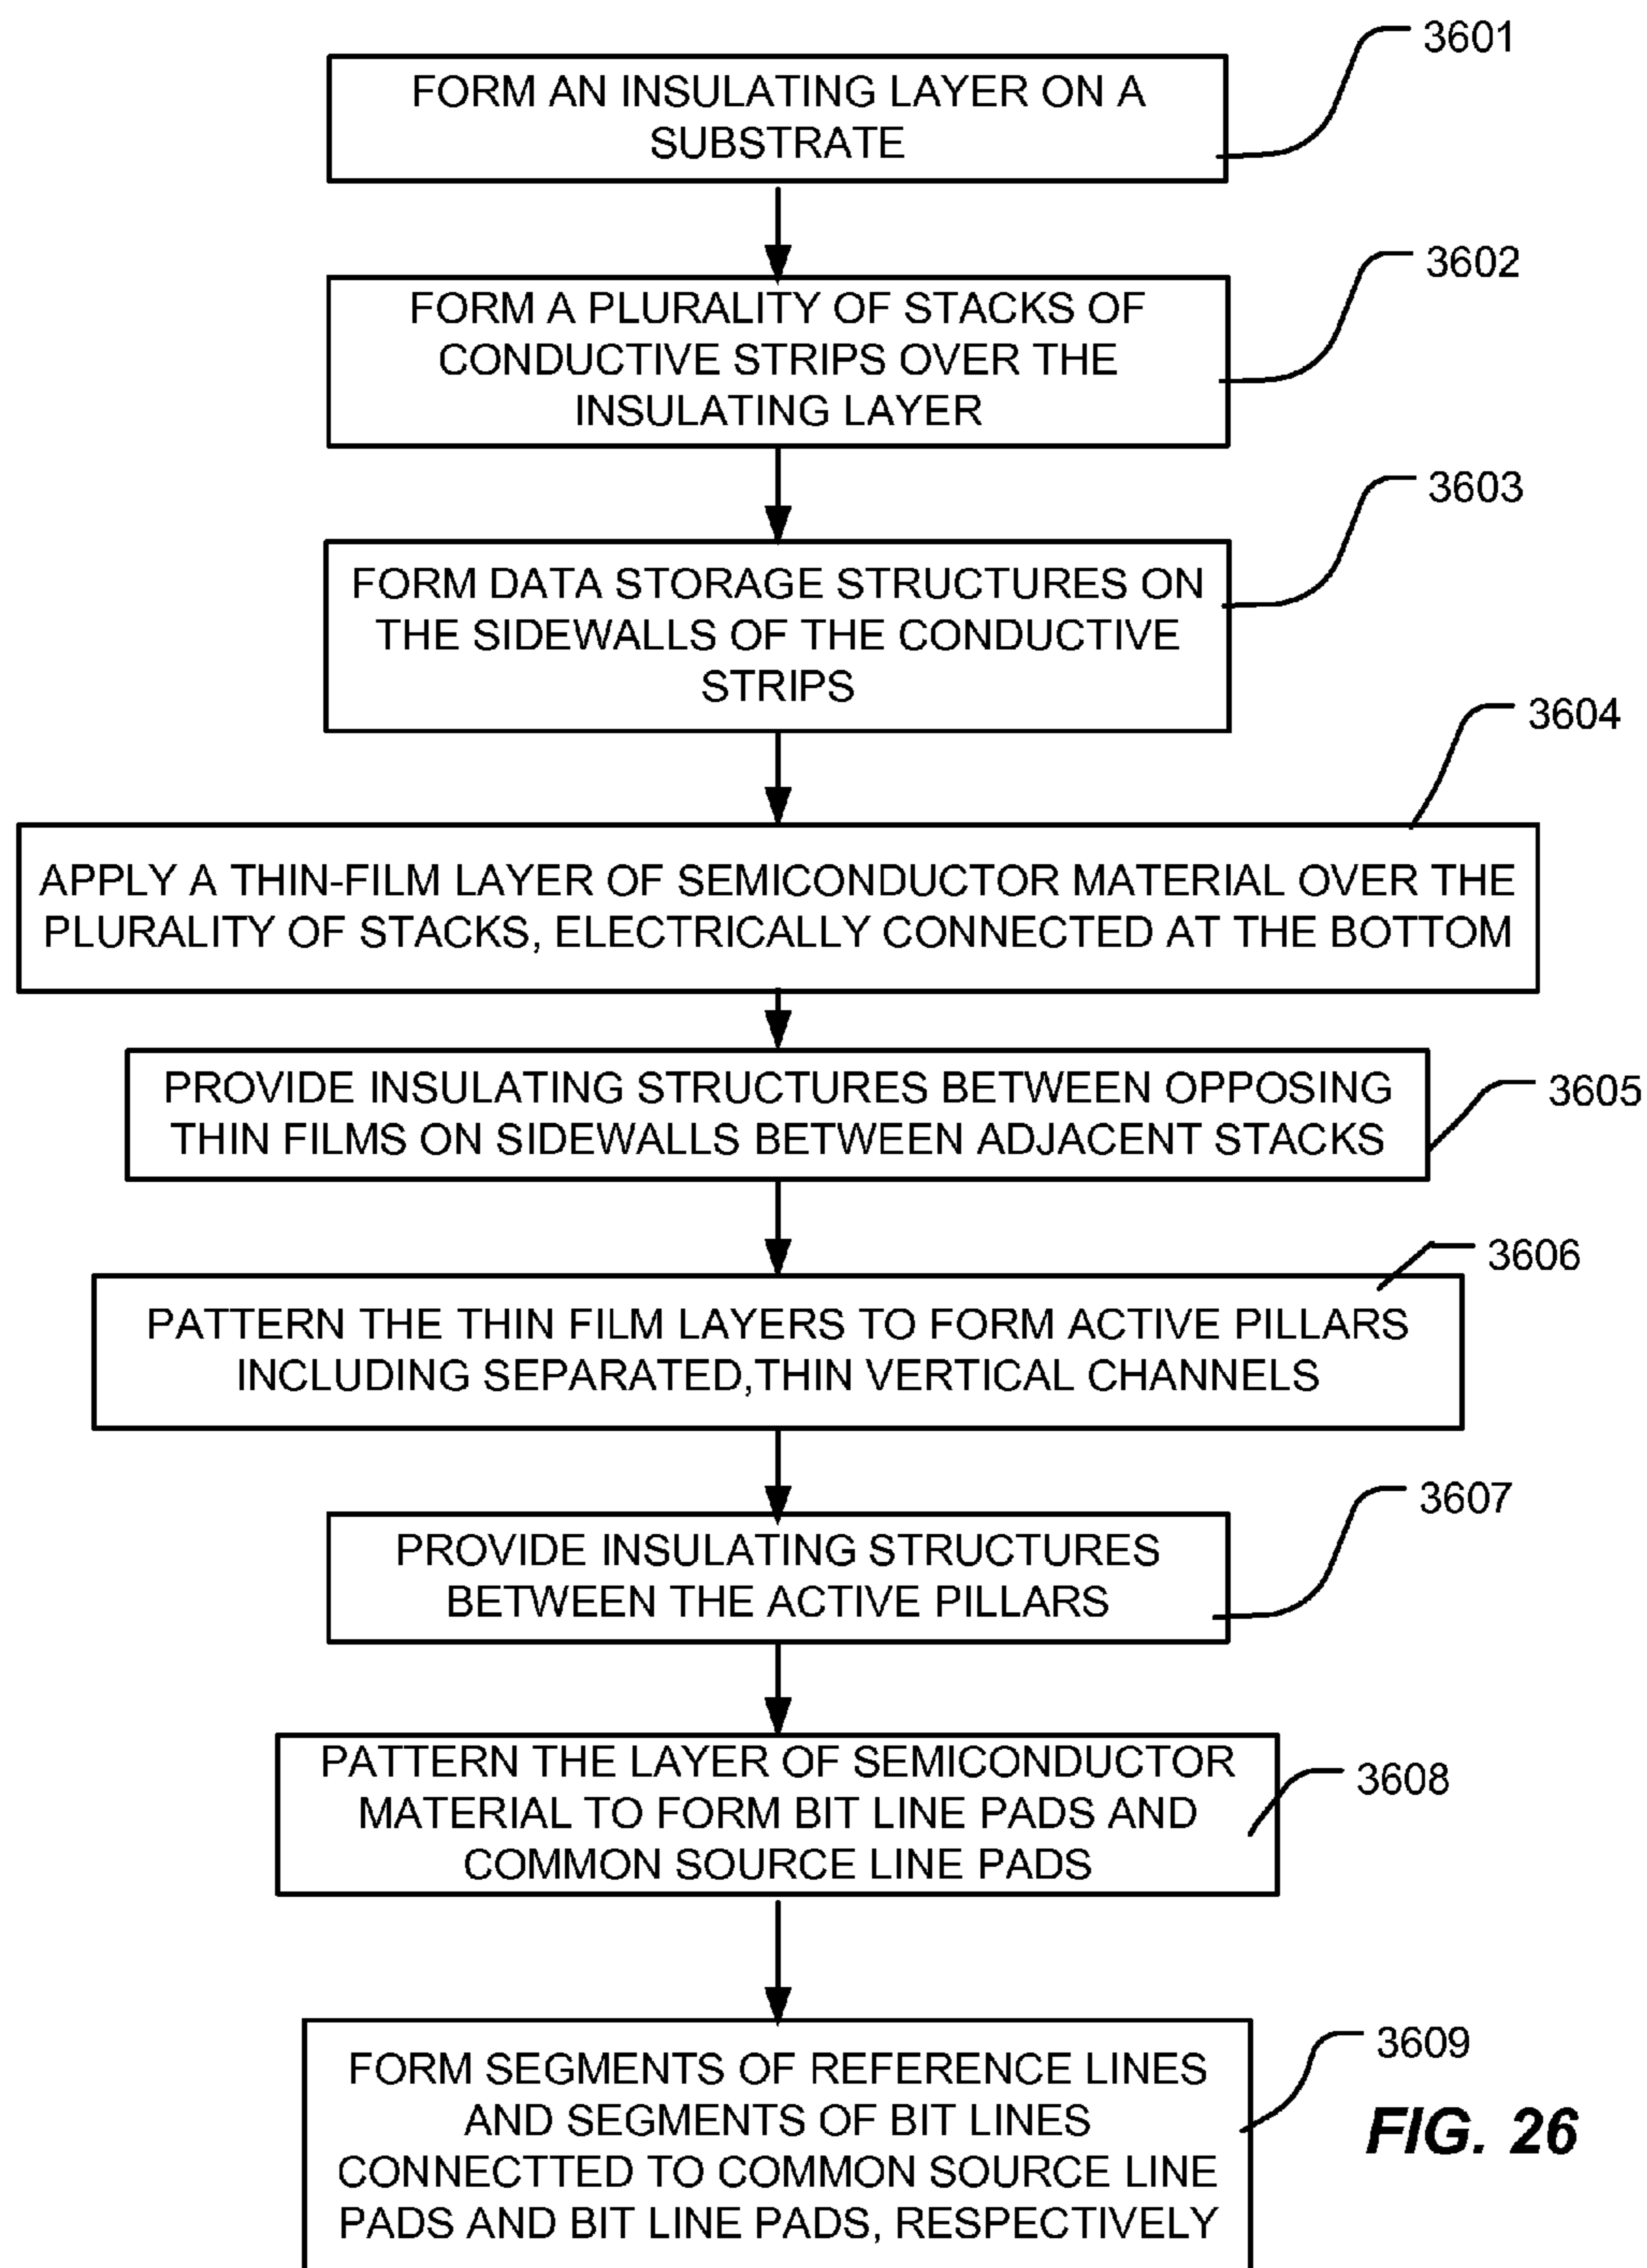 3601
FORM AN INSULATING LAYER ON A
SUBSTRATE
3602
FORM A PLURALITY OF STACKS OF
CONDUCTIVE STRIPS OVER THE
INSULATING LAYER
3603
FORM DATA STORAGE STRUCTURES ON
THE SIDEWALLS OF THE CONDUCTIVE
STRIPS
3604
APPLY A THIN-FILM LAYER OF SEMICONDUCTOR MATERIAL OVER THE
PLURALITY OF STACKS, ELECTRICALLY CONNECTED AT THE BOTTOM
3605
PROVIDE INSULATING STRUCTURES BETWEEN OPPOSING
THIN FILMS ON SIDEWALLS BETWEEN ADJACENT STACKS
3606
PATTERN THE THIN FILM LAYERS TO FORM ACTIVE PILLARS
INCLUDING SEPARATED,THIN VERTICAL CHANNELS
3607
PROVIDE INSULATING STRUCTURES
BETWEEN THE ACTIVE PILLARS
3608
PATTERN THE LAYER OF SEMICONDUCTOR
MATERIAL TO FORM BIT LINE PADS AND
COMMON SOURCE LINE PADS
3609
FORM SEGMENTS OF REFERENCE LINES
AND SEGMENTS OF BIT LINES
CONNECTTED TO COMMON SOURCE LINE
PADS AND BIT LINE PADS, RESPECTIVELY
FIG. 26